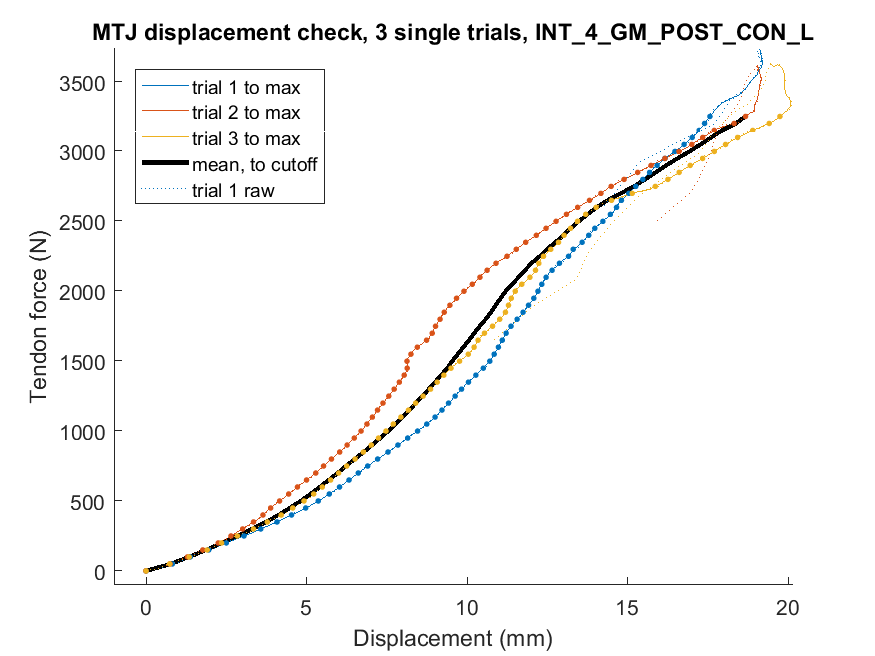 MTJ displacement check, 3 single trials, INT_4_GM_POST_CON_L
3500
3000
2500
2000
1500
1000
500
0
Tendon force (N)
trial 1 to max
trial 2 to max
trial 3 to max
mean, to cutoff
trial 1 raw
0 5 10 15 20
Displacement (mm)